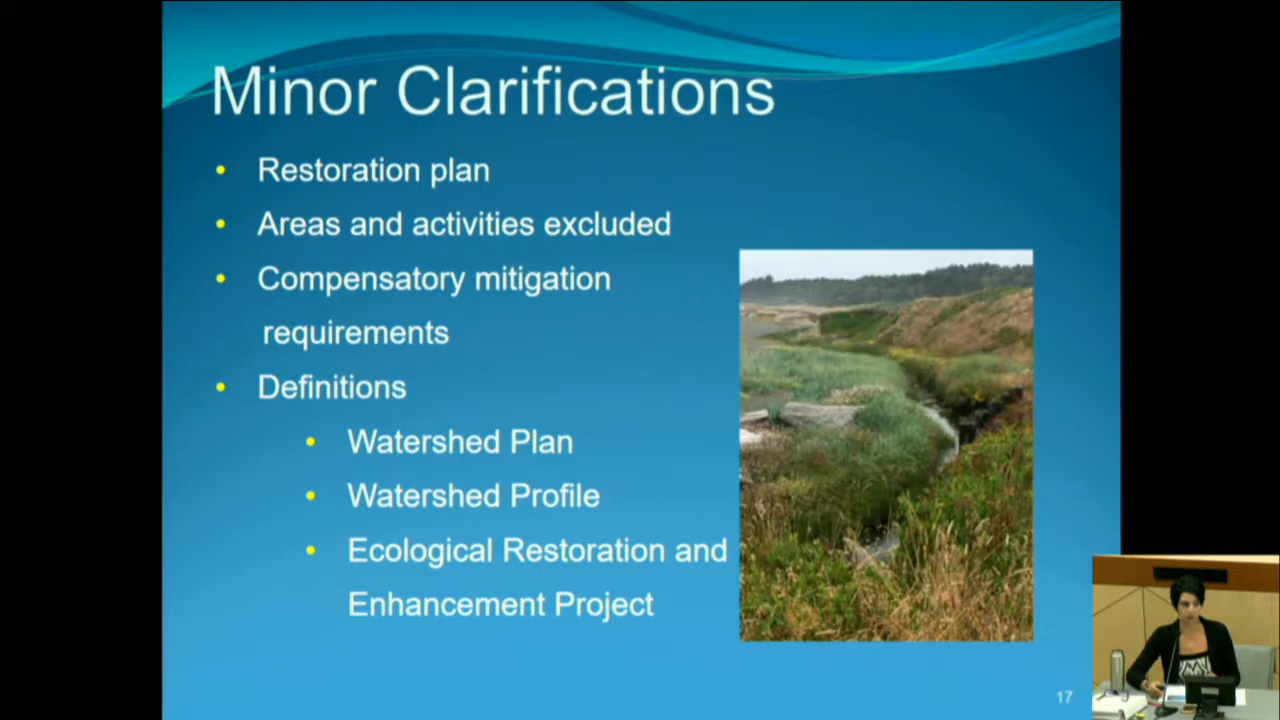 Minor Clarifications
• Restoration plan
• Areas and activities excluded
• Compensatory mitigation
requirements
• Definitions
• Watershed Plan
• Watershed Profile
• Ecological Restoration and
Enhancement Project
17